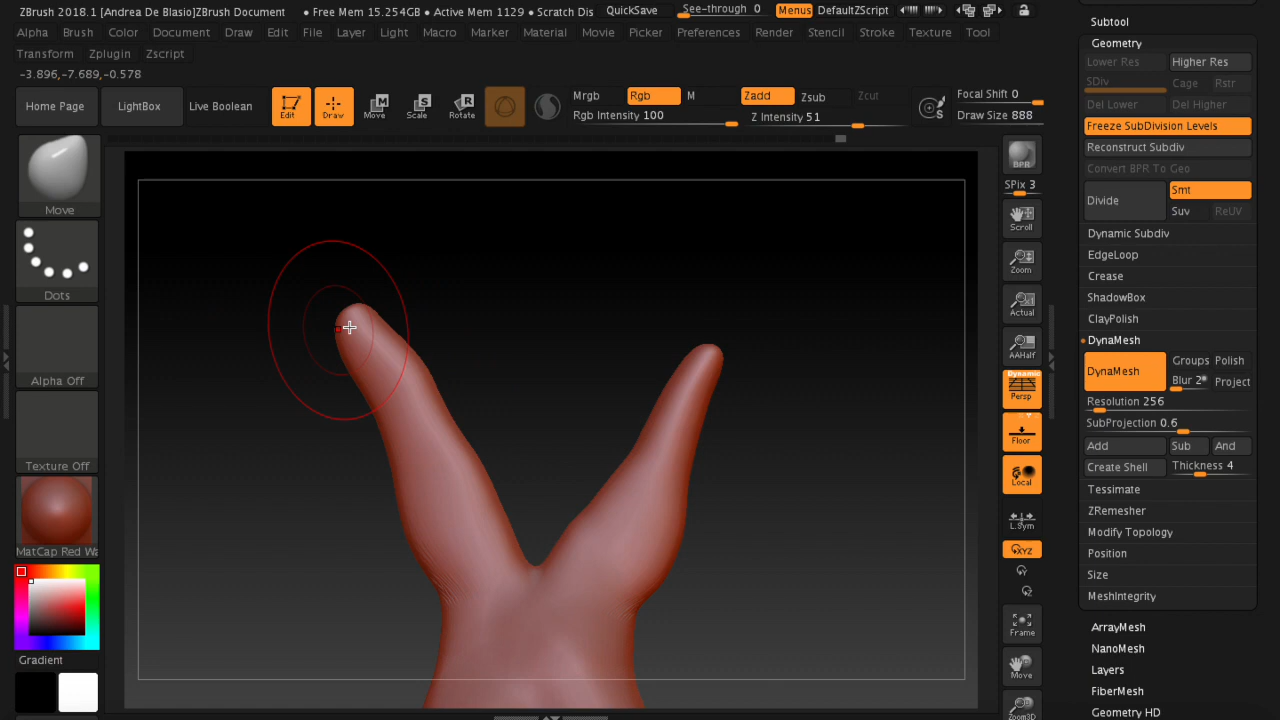 ZBrush 2018.1 [Andrea De Blasio]ZBrush Document • Free Mem 15.254GB • Active Mem 1129 • Scratch Dis QuickSave See-through 0 Menus DefaultZScript
Alpha Brush Color Document Draw Edit File Layer Light Macro Marker Material Movie Picker Preferences Render Stencil Stroke Texture Tool
Transform Zplugin Zscript
-3.896,-7.689,-0.578
Home Page LightBox Live Boolean Edit Draw Move Scale Rotate
Mrgb Rgb M Zadd Zsub Zcut Focal Shift 0
Rgb Intensity 100 Z Intensity 51 Draw Size 888
Move
Dots
Alpha Off
Texture Off
MatCap Red Wa
Gradient
BPR
SPix 3
Scroll
Zoom
Actual
AAHalf
Dynamic
Persp
Floor
Local
L.Sym
XYZ
Y
Z
Frame
Move
Zoom3D
Subtool
Geometry
Lower Res Higher Res
SDiv Cage Rstr
Del Lower Del Higher
Freeze SubDivision Levels
Reconstruct Subdiv
Convert BPR To Geo
Divide Smt
Suv ReUV
Dynamic Subdiv
EdgeLoop
Crease
ShadowBox
ClayPolish
DynaMesh
DynaMesh Groups Polish
Blur 2 Project
Resolution 256
SubProjection 0.6
Add Sub And
Create Shell Thickness 4
Tessimate
ZRemesher
Modify Topology
Position
Size
MeshIntegrity
ArrayMesh
NanoMesh
Layers
FiberMesh
Geometry HD